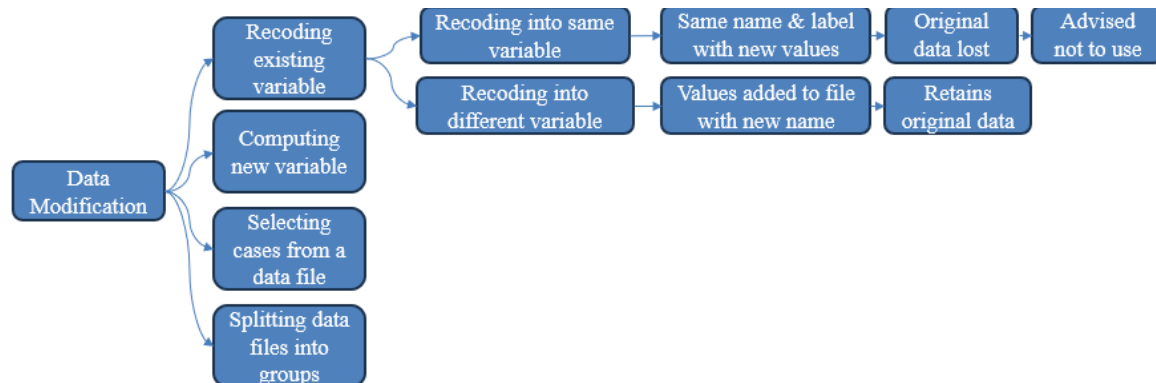 Data
Modification
Recoding
existing
variable
Recoding into same
variable
Same name & label
with new values
Original
data lost
Advised
not to use
Recoding into
different variable
Values added to file
with new name
Retains
original data
Computing
new variable
Selecting
cases from a
data file
Splitting data
files into
groups